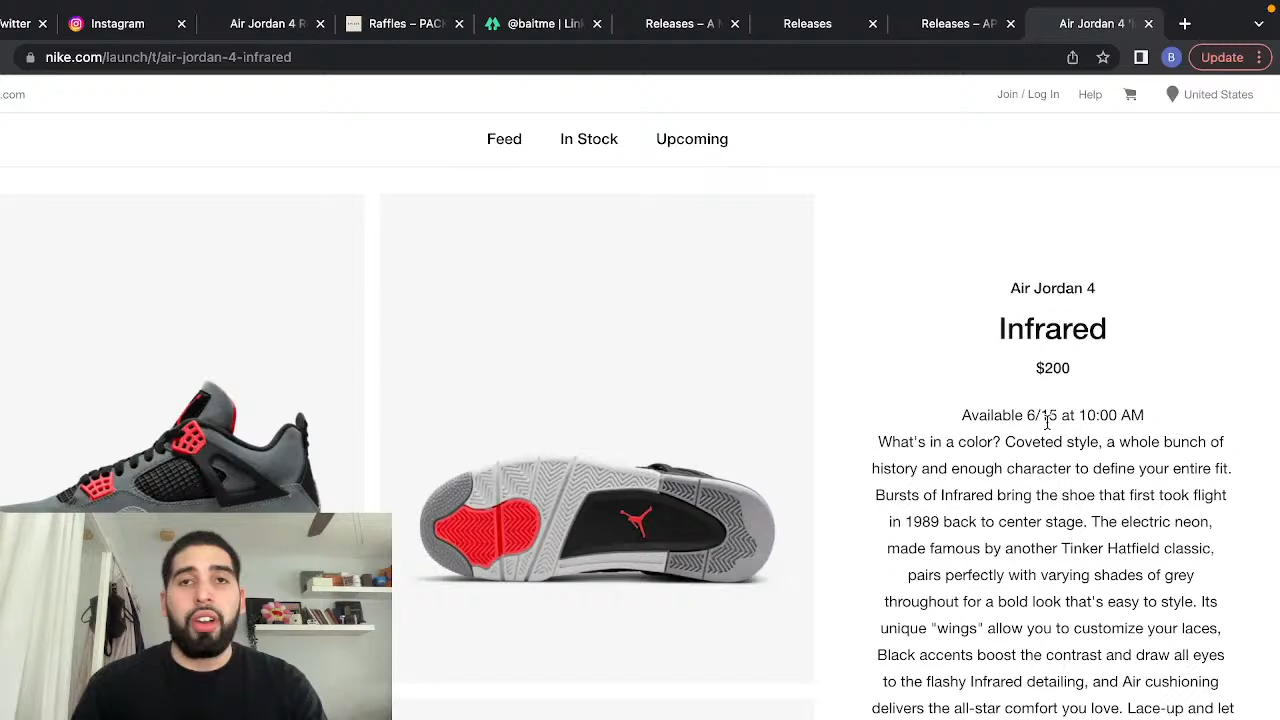 itter
Instagram
Air Jordan 4 R
Raffles – PACK
@baitme | Link
Releases – A N
Releases
Releases – AP
Air Jordan 4 'I
nike.com/launch/t/air-jordan-4-infrared
B
Update
.com
Join / Log In
Help
United States
Feed
In Stock
Upcoming
Air Jordan 4
Infrared
$200
Available 6/15 at 10:00 AM
What's in a color? Coveted style, a whole bunch of
history and enough character to define your entire fit.
Bursts of Infrared bring the shoe that first took flight
in 1989 back to center stage. The electric neon,
made famous by another Tinker Hatfield classic,
pairs perfectly with varying shades of grey
throughout for a bold look that's easy to style. Its
unique "wings" allow you to customize your laces,
Black accents boost the contrast and draw all eyes
to the flashy Infrared detailing, and Air cushioning
delivers the all-star comfort you love. Lace-up and let